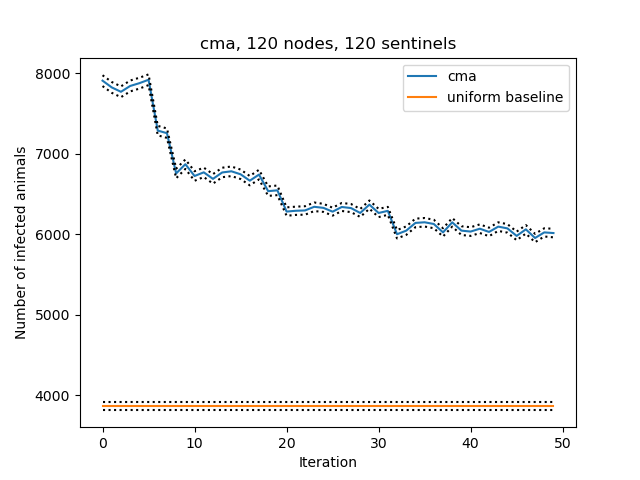 cma, 120 nodes, 120 sentinels
cma
uniform baseline
8000
7000
6000
5000
4000
Number of infected animals
0 10 20 30 40 50
Iteration